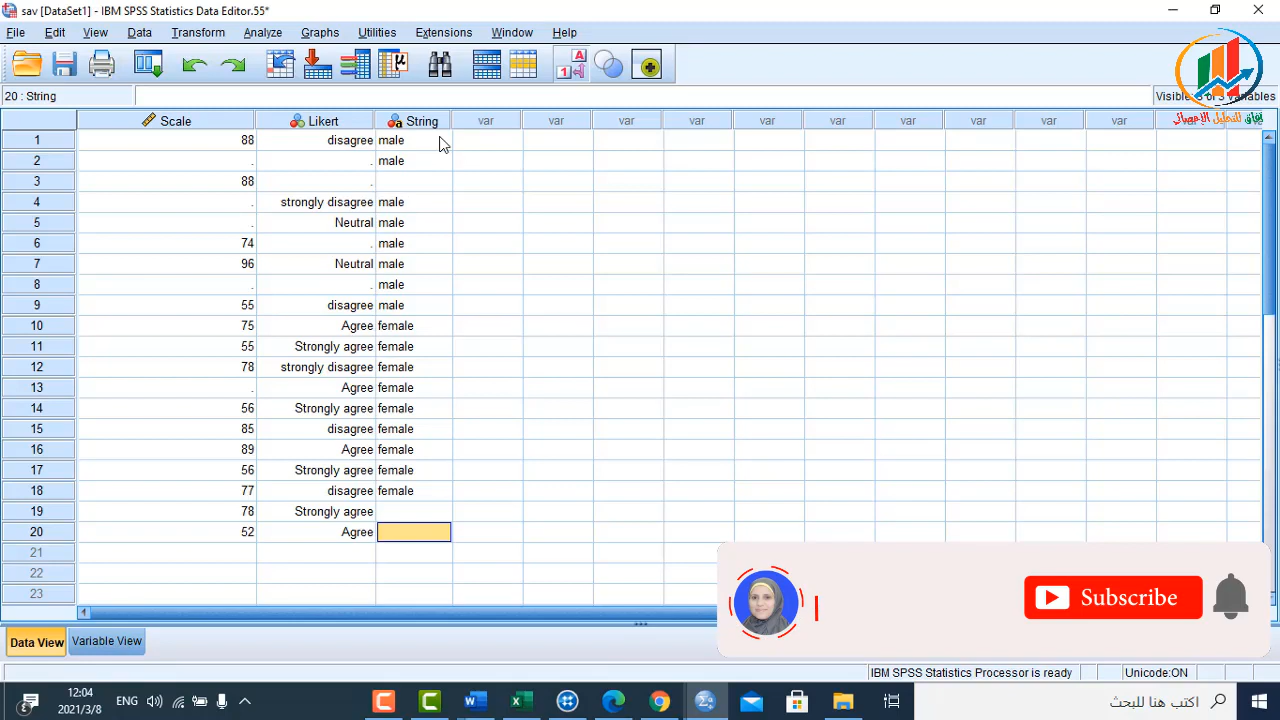 sav [DataSet1] - IBM SPSS Statistics Data Editor.55*
File Edit View Data Transform Analyze Graphs Utilities Extensions Window Help
20 : String
Scale Likert String var var var var var var var var var var var
1 88 disagree male
2 . . male
3 88 .
4 . strongly disagree male
5 . Neutral male
6 74 . male
7 96 Neutral male
8 . . male
9 55 disagree male
10 75 Agree female
11 55 Strongly agree female
12 78 strongly disagree female
13 . Agree female
14 56 Strongly agree female
15 85 disagree female
16 89 Agree female
17 56 Strongly agree female
18 77 disagree female
19 78 Strongly agree
20 52 Agree
21
22
23
Subscribe
Data View Variable View
IBM SPSS Statistics Processor is ready Unicode:ON
12:04
2021/3/8
ENG
اكتب هنا للبحث